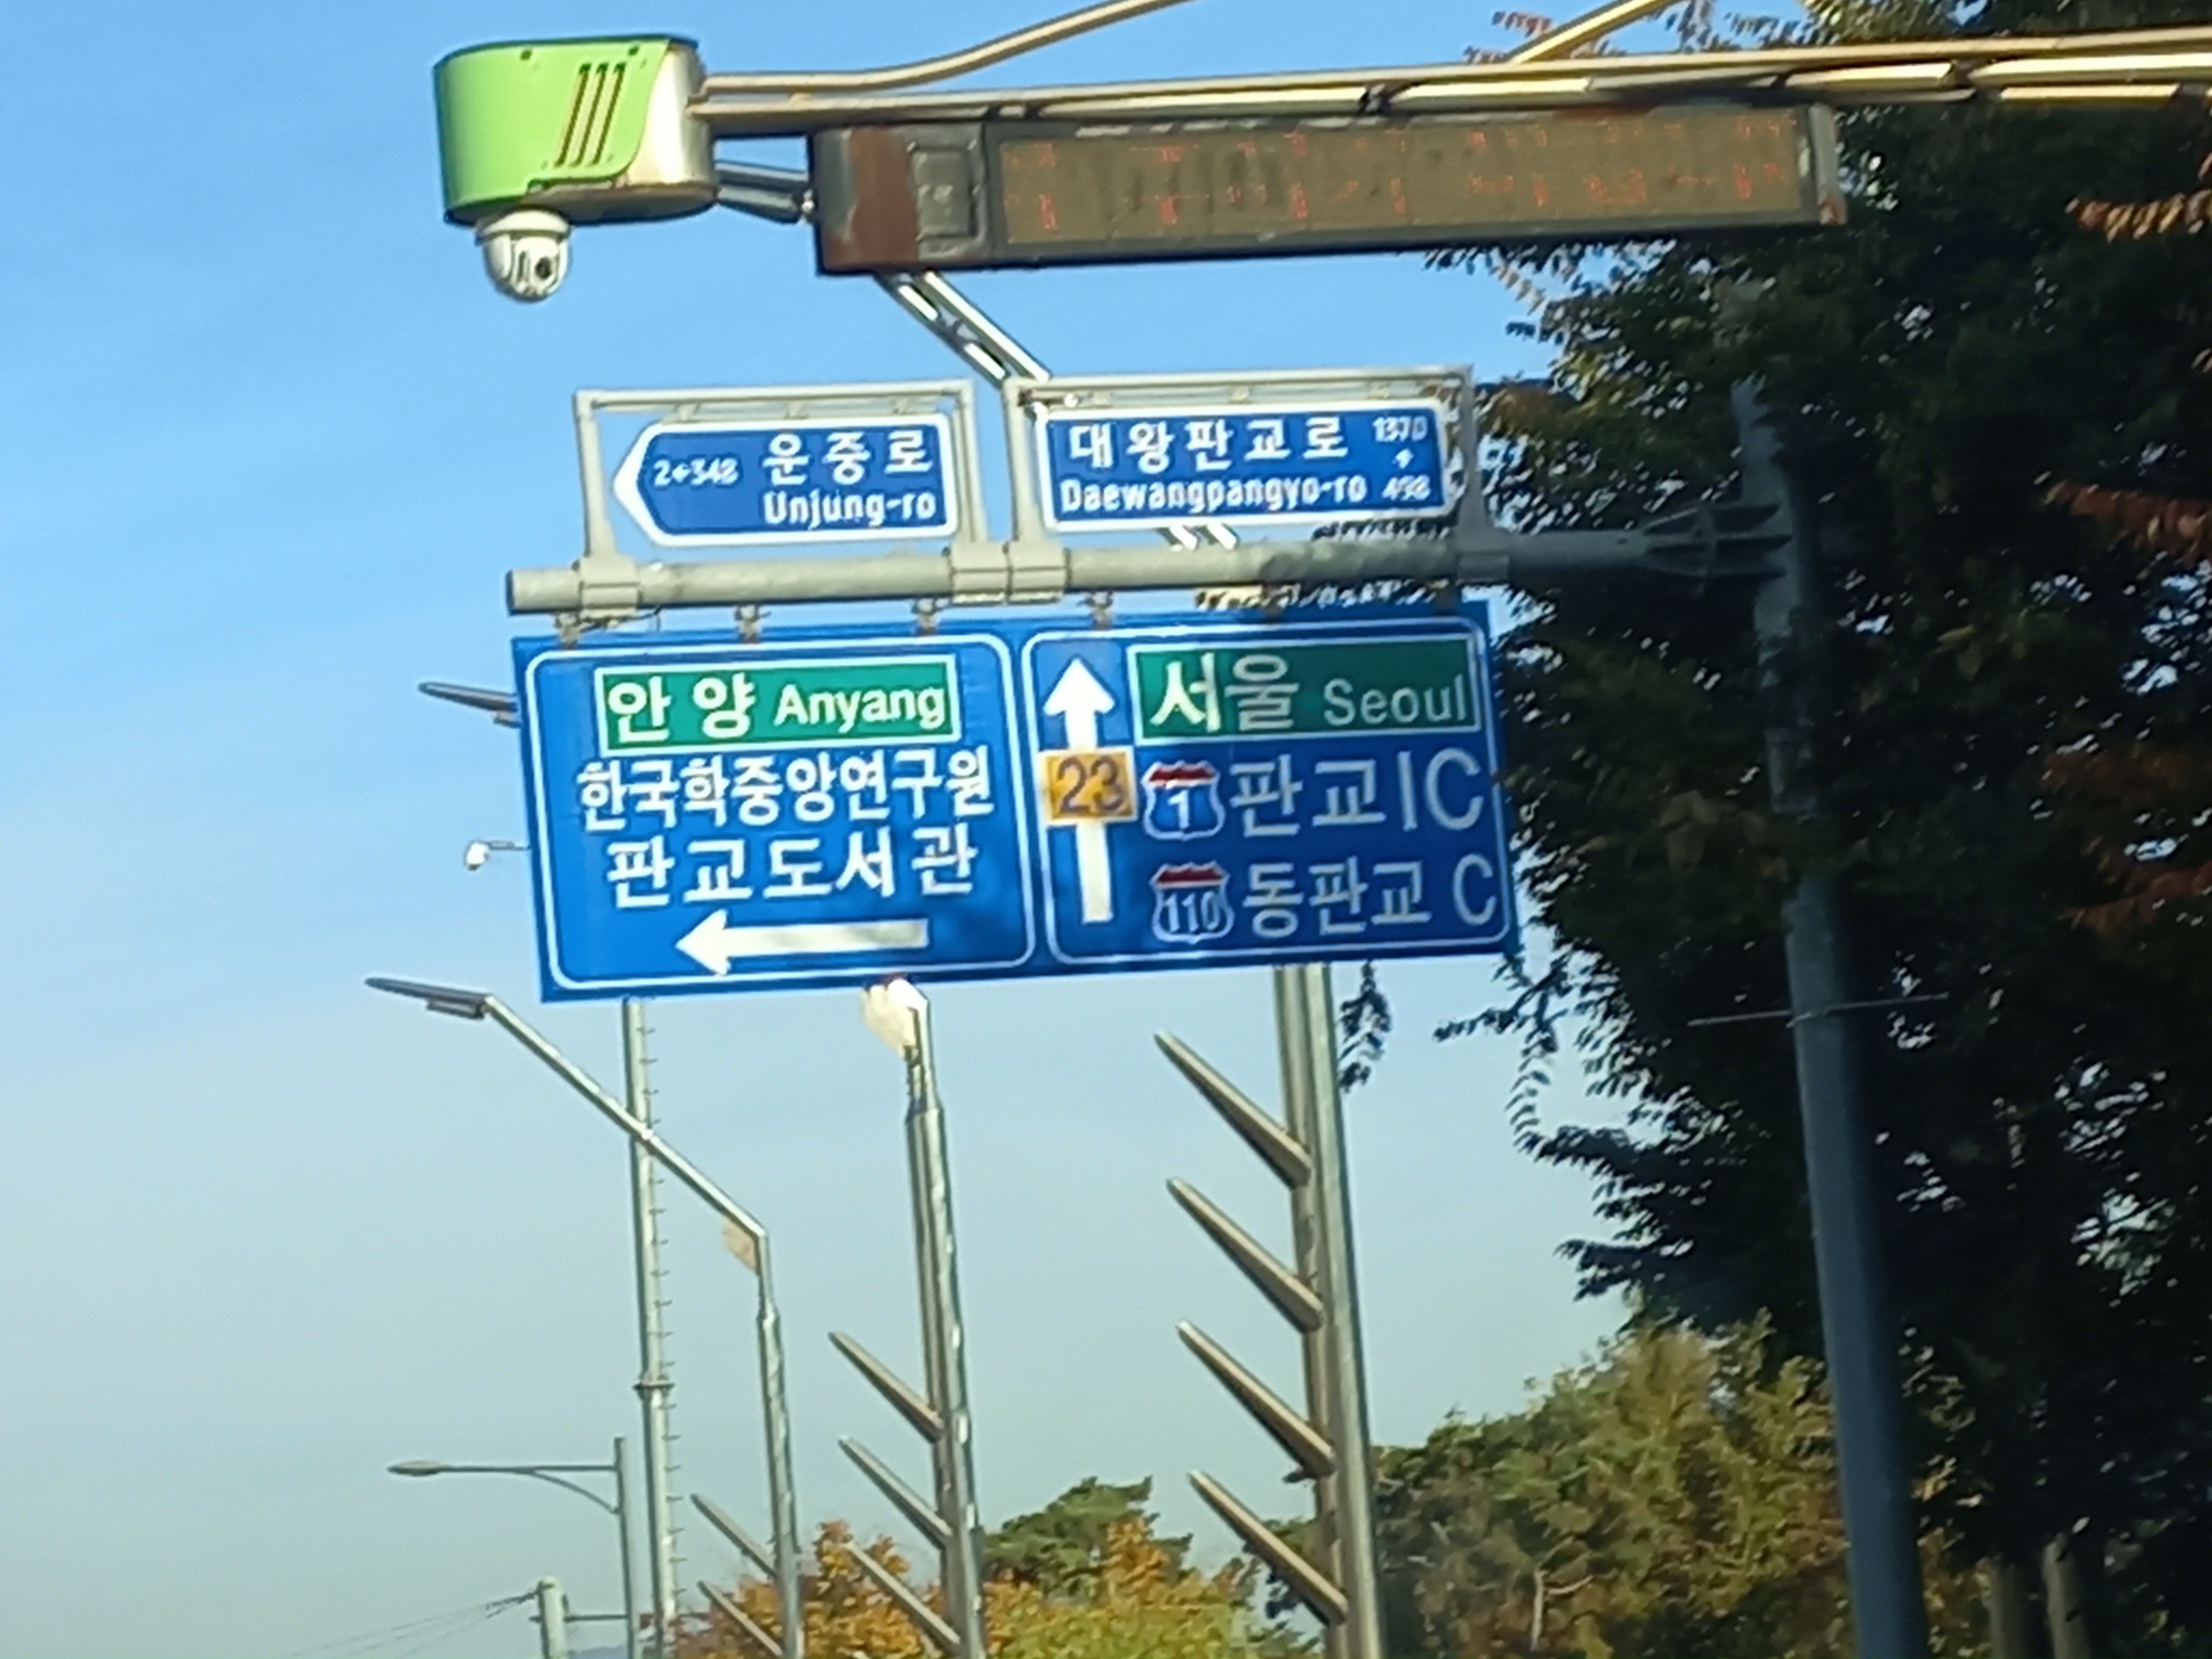 2↔348 운중로
Unjung-ro
대왕판교로 1370
Daewangpangyo-ro 498
안양 Anyang
한국학중앙연구원
판교도서관
서울 Seoul
23
1 판교IC
110 동판교 C